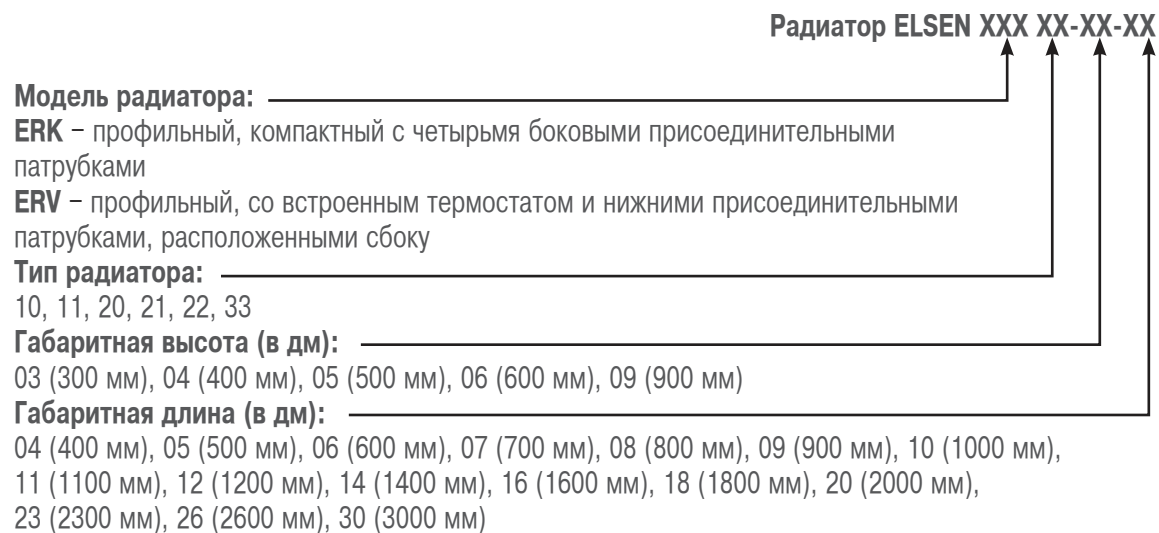 Радиатор ELSEN XXX XX-XX-XX
Модель радиатора:
ERK – профильный, компактный с четырьмя боковыми присоединительными
патрубками
ERV – профильный, со встроенным термостатом и нижними присоединительными
патрубками, расположенными сбоку
Тип радиатора:
10, 11, 20, 21, 22, 33
Габаритная высота (в дм):
03 (300 мм), 04 (400 мм), 05 (500 мм), 06 (600 мм), 09 (900 мм)
Габаритная длина (в дм):
04 (400 мм), 05 (500 мм), 06 (600 мм), 07 (700 мм), 08 (800 мм), 09 (900 мм), 10 (1000 мм),
11 (1100 мм), 12 (1200 мм), 14 (1400 мм), 16 (1600 мм), 18 (1800 мм), 20 (2000 мм),
23 (2300 мм), 26 (2600 мм), 30 (3000 мм)